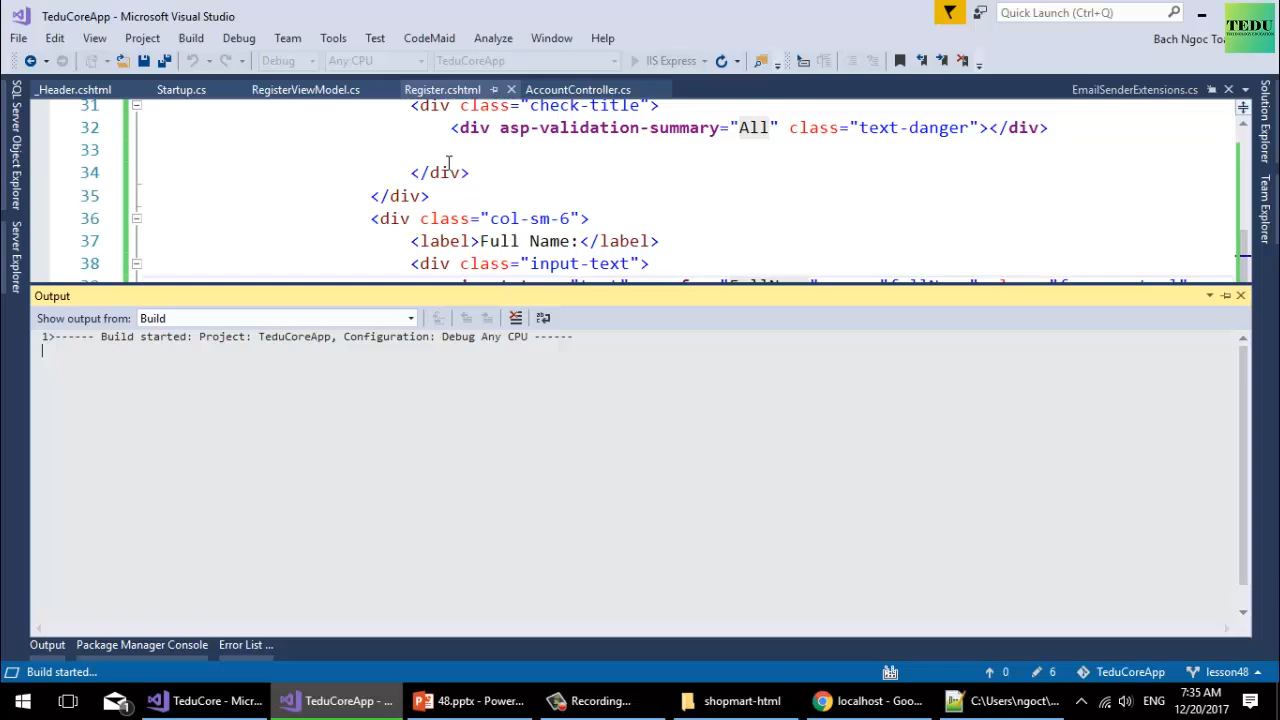 TeduCoreApp - Microsoft Visual Studio
Quick Launch (Ctrl+Q)
TEDU
File Edit View Project Build Debug Team Tools Test CodeMaid Analyze Window Help
Bach Ngoc
Debug Any CPU TeduCoreApp IIS Express
_Header.cshtml Startup.cs RegisterViewModel.cs Register.cshtml AccountController.cs EmailSenderExtensions.cs
SQL Server Object Explorer
Server Explorer
Solution Explorer
Team Explorer
31 <div class="check-title">
32 <div asp-validation-summary="All" class="text-danger"></div>
33
34 </div>
35 </div>
36 <div class="col-sm-6">
37 <label>Full Name:</label>
38 <div class="input-text">
Output
Show output from: Build
1>------ Build started: Project: TeduCoreApp, Configuration: Debug Any CPU ------
Output Package Manager Console Error List ...
Build started... 0 6 TeduCoreApp lesson48
1 TeduCore - Micr... TeduCoreApp - ... 48.pptx - Power... Recording... shopmart-html localhost - Goo... C:\Users\ngoct... ENG
7:35 AM
12/20/2017